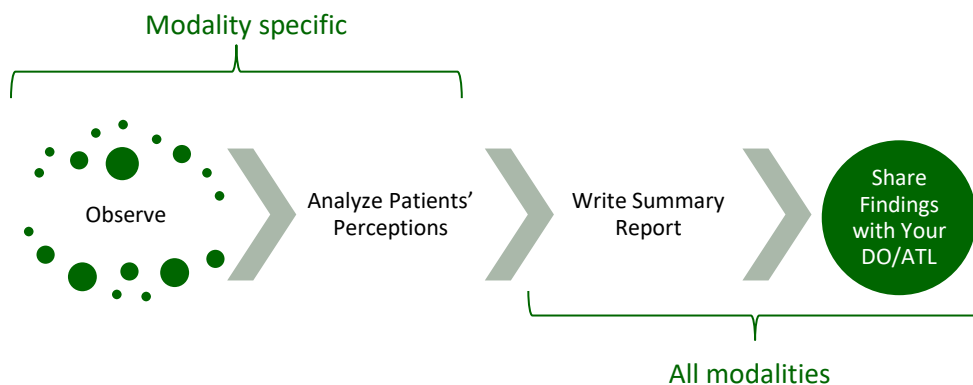 Modality specific
Observe
Analyze Patients’
Perceptions
Write Summary
Report
Share
Findings
with Your
DO/ATL
All modalities